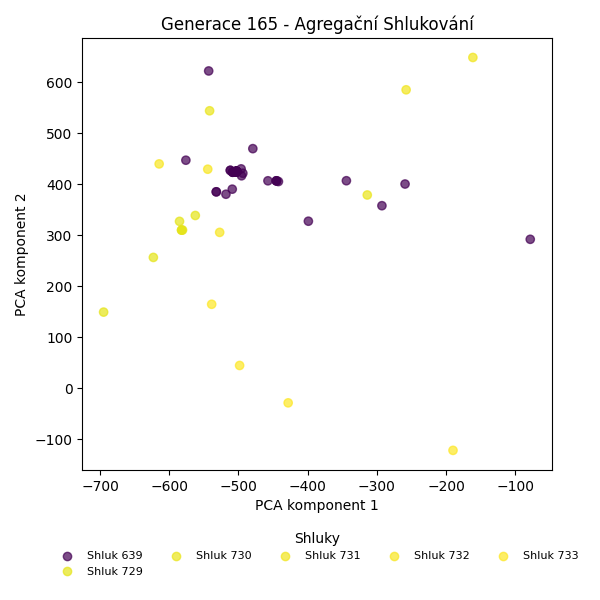 Generace 165 - Agregační Shlukování
PCA komponent 2
600
500
400
300
200
100
0
−100
−700
−600
−500
−400
−300
−200
−100
PCA komponent 1
Shluky
Shluk 639
Shluk 730
Shluk 731
Shluk 732
Shluk 733
Shluk 729